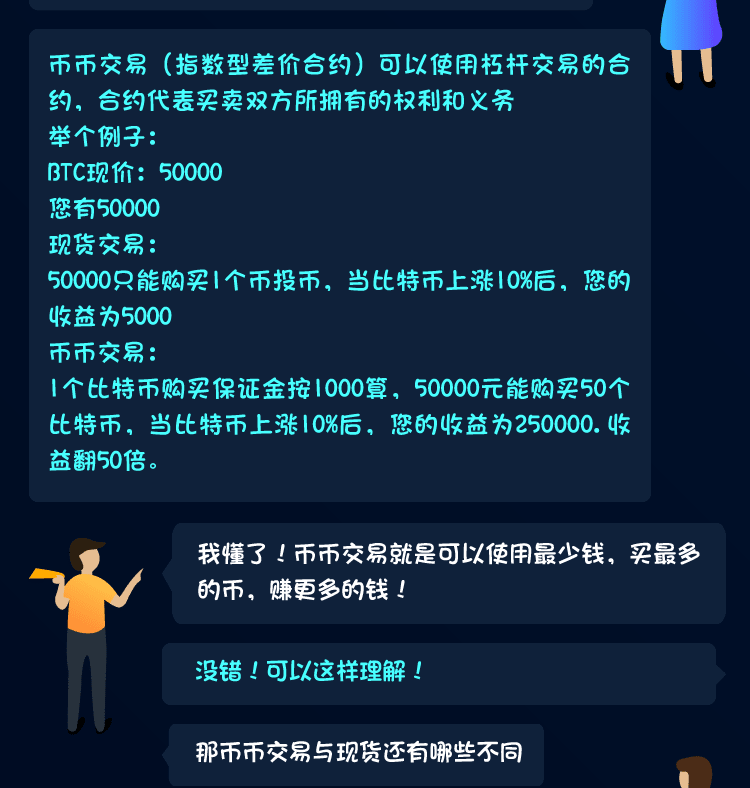 币币交易（指数型差价合约）可以使用杠杆交易的合
约，合约代表买卖双方所拥有的权利和义务
举个例子：
BTC现价：50000
您有50000
现货交易：
50000只能购买1个币投币，当比特币上涨10%后，您的
收益为5000
币币交易：
1个比特币购买保证金按1000算，50000元能购买50个
比特币，当比特币上涨10%后，您的收益为250000.收
益翻50倍。
我懂了！币币交易就是可以使用最少钱，买最多
的币，赚更多的钱！
没错！可以这样理解！
那币币交易与现货还有哪些不同